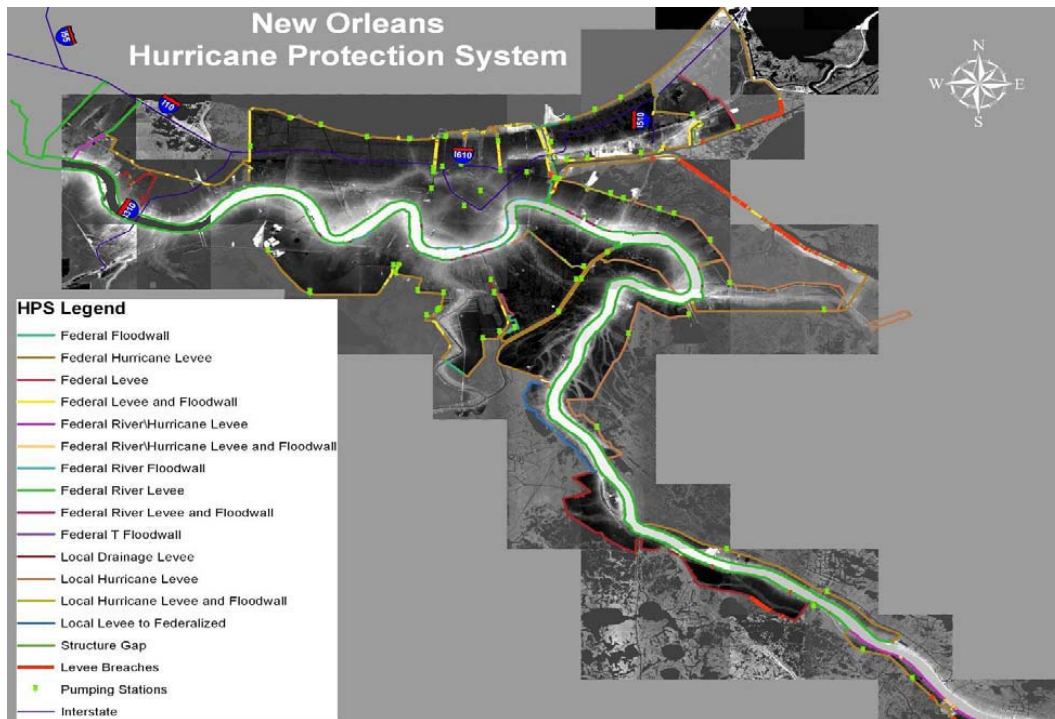 New Orleans
Hurricane Protection System
I55
I10
I310
I610
I510
N
W
E
S
HPS Legend
Federal Floodwall
Federal Hurricane Levee
Federal Levee
Federal Levee and Floodwall
Federal River\Hurricane Levee
Federal River\Hurricane Levee and Floodwall
Federal River Floodwall
Federal River Levee
Federal River Levee and Floodwall
Federal T Floodwall
Local Drainage Levee
Local Hurricane Levee
Local Hurricane Levee and Floodwall
Local Levee to Federalized
Structure Gap
Levee Breaches
Pumping Stations
Interstate